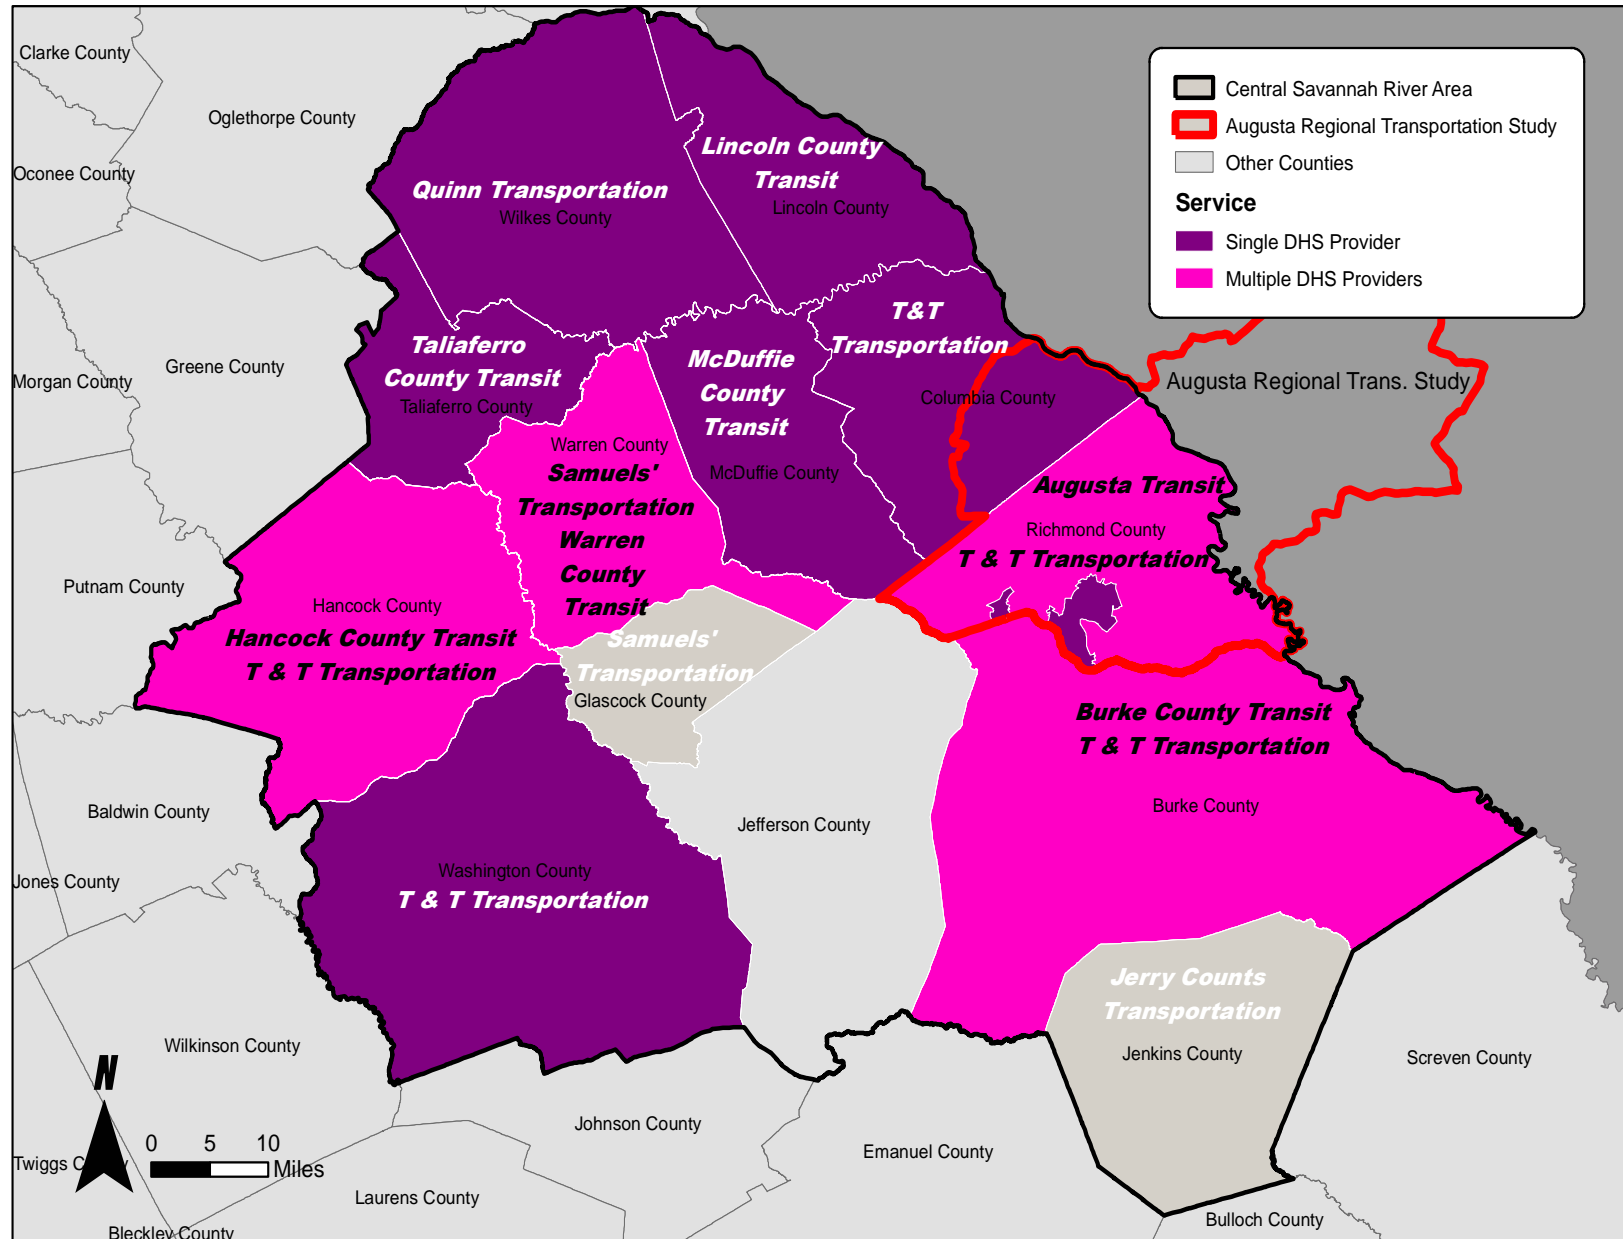 Clarke County
Oglethorpe County
Oconee County
Morgan County
Greene County
Putnam County
Baldwin County
Jones County
Wilkinson County
Bleckley County
Laurens County
Johnson County
Emanuel County
Bulloch County
Screven County
Jefferson County
Quinn Transportation
Wilkes County
Lincoln County
Transit
Lincoln County
T&T
Transportation
Columbia County
Taliaferro
County Transit
Taliaferro County
McDuffie
County
Transit
McDuffie County
Warren County
Samuels'
Transportation
Warren
County
Transit
Augusta Transit
Richmond County
T & T Transportation
Hancock County
Hancock County Transit
T & T Transportation
Samuels'
Transportation
Glascock County
Burke County Transit
T & T Transportation
Burke County
Washington County
T & T Transportation
Jerry Counts
Transportation
Jenkins County
Augusta Regional Trans. Study
Central Savannah River Area
Augusta Regional Transportation Study
Other Counties
Service
Single DHS Provider
Multiple DHS Providers
N
0 5 10
Miles
Twiggs C y